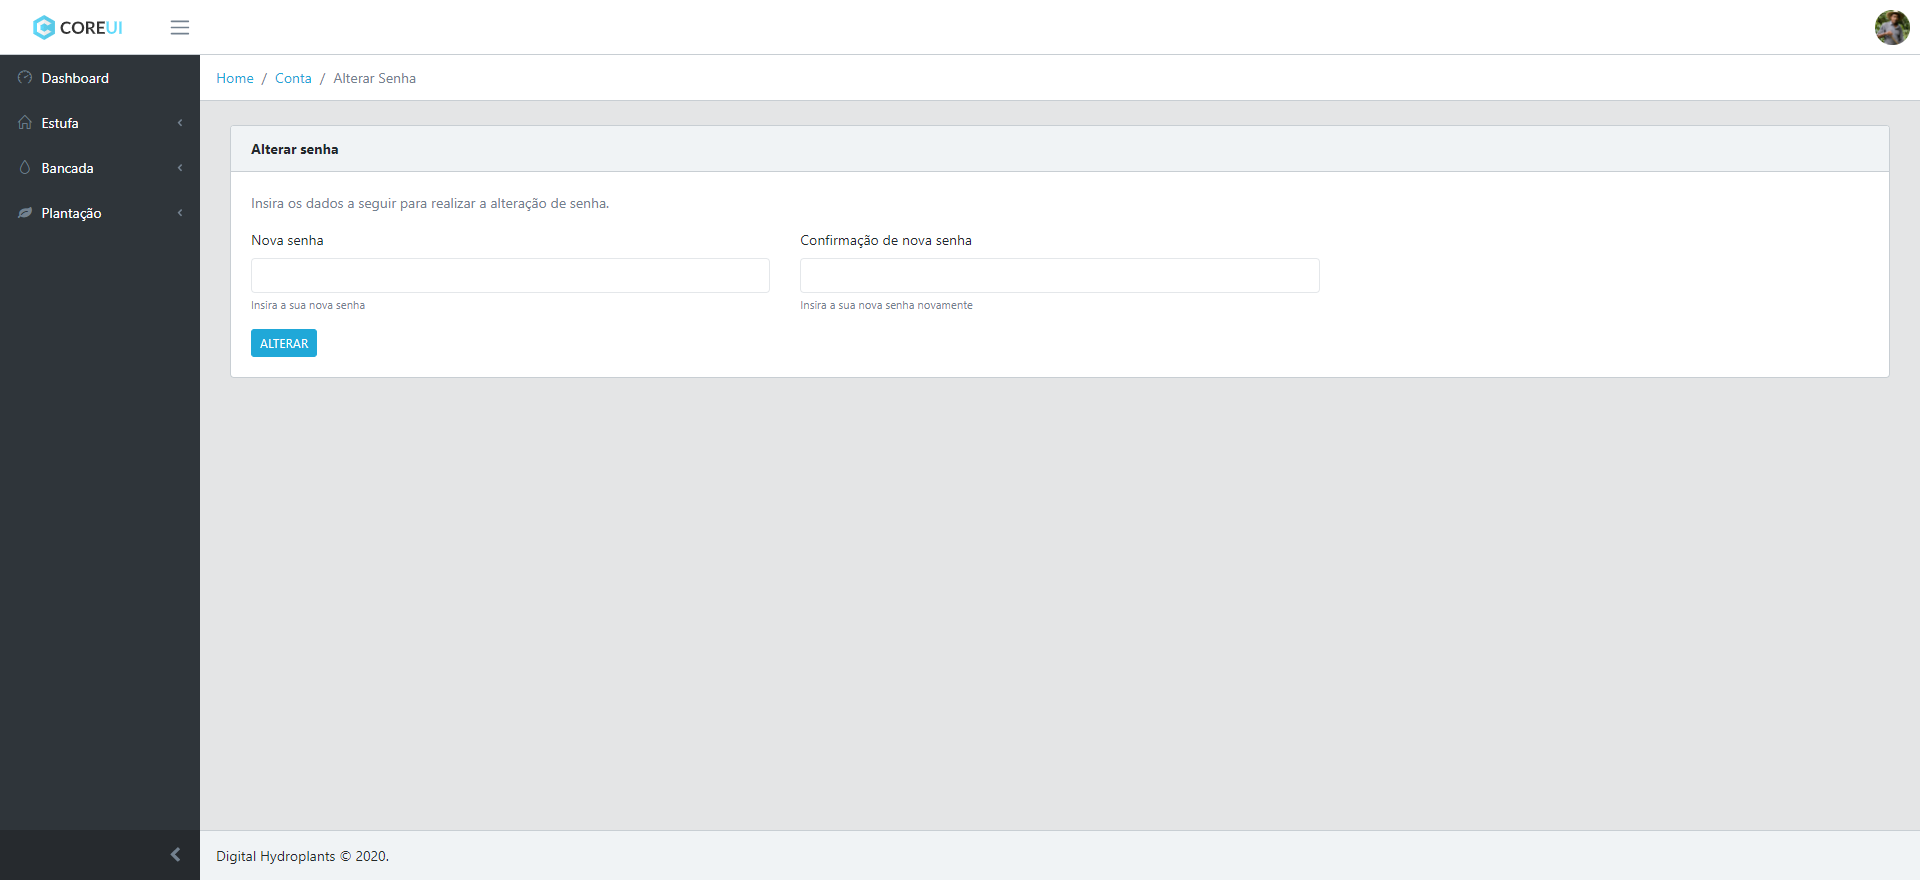 COREUI
Dashboard
Estufa
Bancada
Plantação
Home / Conta / Alterar Senha
Alterar senha
Insira os dados a seguir para realizar a alteração de senha.
Nova senha
Insira a sua nova senha
Confirmação de nova senha
Insira a sua nova senha novamente
ALTERAR
Digital Hydroplants © 2020.